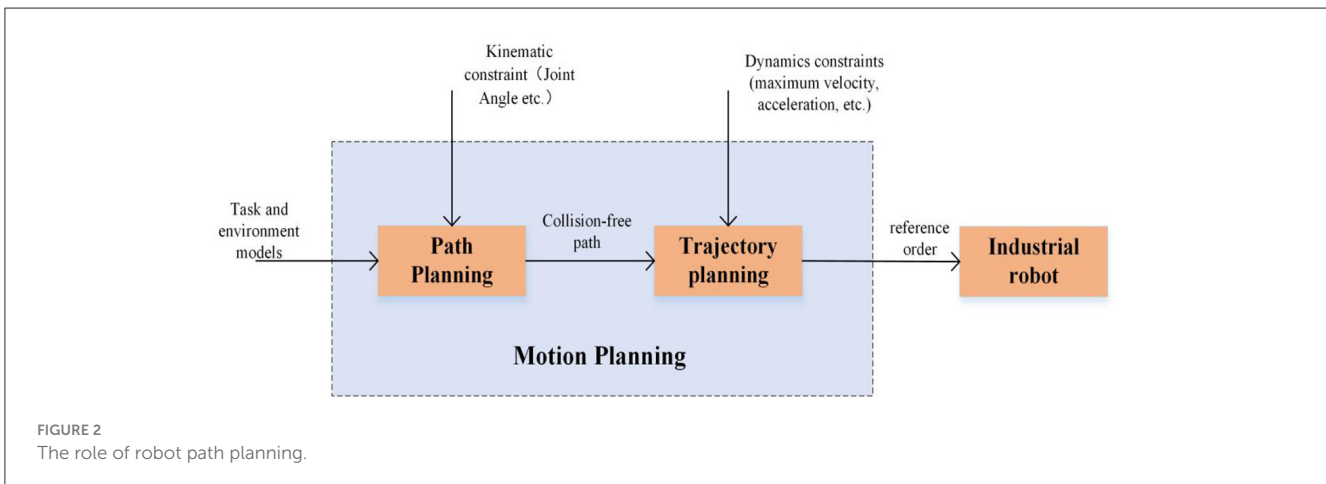 Kinematic
constraint（Joint
Angle etc.）
Dynamics constraints
(maximum velocity,
acceleration, etc.)
Task and
environment
models
Path
Planning
Collision-free
path
Trajectory
planning
reference
order
Industrial
robot
Motion Planning
FIGURE 2
The role of robot path planning.